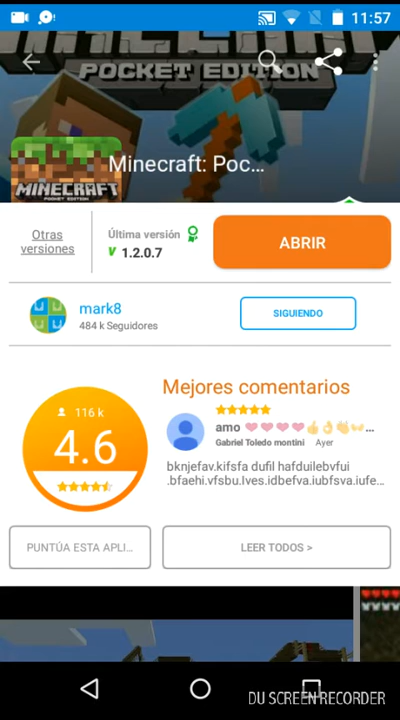 11:57
MINECRAFT
POCKET EDITION
MINECRAFT
POCKET EDITION
Minecraft: Poc...
Otras
versiones
Última versión
1.2.0.7
ABRIR
mark8
484 k Seguidores
SIGUIENDO
Mejores comentarios
116 k
4.6
amo ❤❤❤❤👍👌👏👐...
Gabriel Toledo montini Ayer
bknjefav.kifsfa dufil hafduilebvfui
.bfaehi.vfsbu.lves.idbefva.iubfsva.iufe...
PUNTÚA ESTA APLI...
LEER TODOS >
DU SCREEN RECORDER